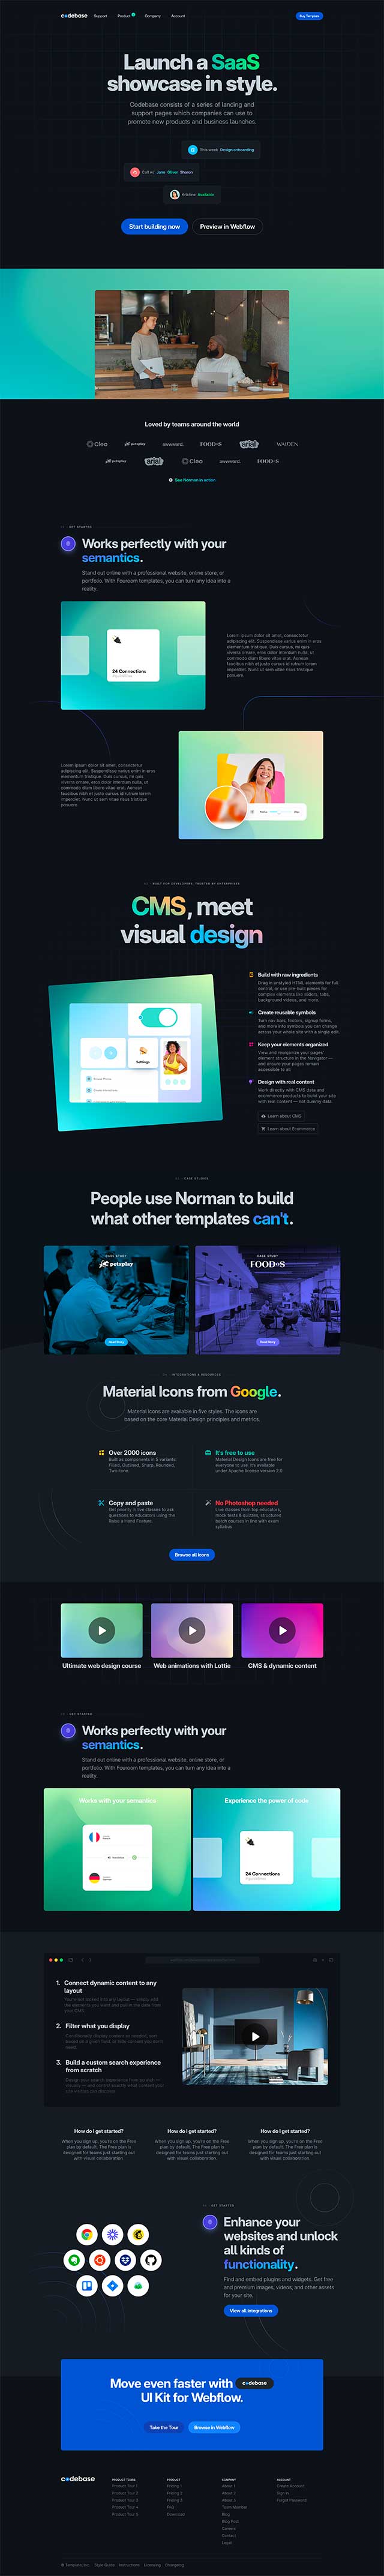 codebase Support Product Company Account Buy Template
Launch a SaaS
showcase in style.
Codebase consists of a series of landing and
support pages which companies can use to
promote new products and business launches.
This week Design onboarding
Call w/ Jane Oliver Sharon
Kristine Available
Start building now Preview in Webflow
Loved by teams around the world
Cleo petsplay awwward. FOOD•S arial WAIDEN
petsplay arial Cleo awwward. FOOD•S
See Norman in action
GET STARTED
Works perfectly with your
semantics.
Stand out online with a professional website, online store, or
portfolio. With Fouroom templates, you can turn any idea into a
reality.
24 Connections
Lorem ipsum dolor sit amet, consectetur
adipiscing elit. Suspendisse varius enim in eros
elementum tristique. Duis cursus, mi quis
viverra ornare, eros dolor interdum nulla, ut
commodo diam libero vitae erat. Aenean
faucibus nibh et justo cursus id rutrum lorem
imperdiet. Nunc ut sem vitae risus tristique
posuere.
Lorem ipsum dolor sit amet, consectetur
adipiscing elit. Suspendisse varius enim in eros
elementum tristique. Duis cursus, mi quis
viverra ornare, eros dolor interdum nulla, ut
commodo diam libero vitae erat. Aenean
faucibus nibh et justo cursus id rutrum lorem
imperdiet. Nunc ut sem vitae risus tristique
posuere.
BUILT FOR DEVELOPERS, TRUSTED BY ENTERPRISES
CMS, meet
visual design
Settings
Build with raw ingredients
Drag in unstyled HTML elements for full
control, or use pre-built pieces for
complex elements like sliders, tabs,
background videos, and more.
Create reusable symbols
Turn nav bars, footers, signup forms,
and more into symbols you can change
across your whole site with a single edit.
Keep your elements organized
View and reorganize your pages'
element structure in the Navigator —
and ensure your pages remain
accessible to all.
Design with real content
Work directly with CMS data and
ecommerce products to build your site
with real content — not dummy data.
Learn about CMS
Learn about Ecommerce
CASE STUDIES
People use Norman to build
what other templates can't.
CASE STUDY
petsplay
Read Story
CASE STUDY
FOOD•S
Read Story
INTEGRATIONS & RESOURCES
Material Icons from Google.
Material Icons are available in five styles. The icons are
based on the core Material Design principles and metrics.
Over 2000 icons
Built as components in 5 variants:
Filled, Outlined, Sharp, Rounded,
Two-tone.
It's free to use
Material Design Icons are free for
everyone to use. It's available
under Apache license version 2.0.
Copy and paste
Get priority in live classes to ask
questions to educators using the
Raise a Hand Feature.
No Photoshop needed
Live classes from top educators,
mock tests & quizzes, structured
batch courses in line with exam
syllabus
Browse all icons
Ultimate web design course
Web animations with Lottie
CMS & dynamic content
GET STARTED
Works perfectly with your
semantics.
Stand out online with a professional website, online store, or
portfolio. With Fouroom templates, you can turn any idea into a
reality.
Works with your semantics
Experience the power of code
24 Connections
1. Connect dynamic content to any
layout
2. Filter what you display
3. Build a custom search experience
from scratch
How do I get started?
When you sign up, you're on the Free
plan by default. The Free plan is
designed for teams just starting out
with visual collaboration.
How do I get started?
When you sign up, you're on the Free
plan by default. The Free plan is
designed for teams just starting out
with visual collaboration.
How do I get started?
When you sign up, you're on the Free
plan by default. The Free plan is
designed for teams just starting out
with visual collaboration.
GET STARTED
Enhance your
websites and unlock
all kinds of
functionality.
Find and embed plugins and widgets. Get free
and premium images, videos, and other assets
for your site.
View all Integrations
Move even faster with codebase
UI Kit for Webflow.
Take the Tour Browse in Webflow
codebase
PRODUCT TOURS
Product Tour 1
Product Tour 2
Product Tour 3
Product Tour 4
Product Tour 5
PRODUCT
Pricing 1
Pricing 2
Pricing 3
FAQ
Download
COMPANY
About 1
About 2
About 3
Team Member
Blog
Blog Post
Careers
Contact
Legal
ACCOUNT
Create Account
Sign In
Forgot Password
© Template, Inc. Style Guide Instructions Licensing Changelog